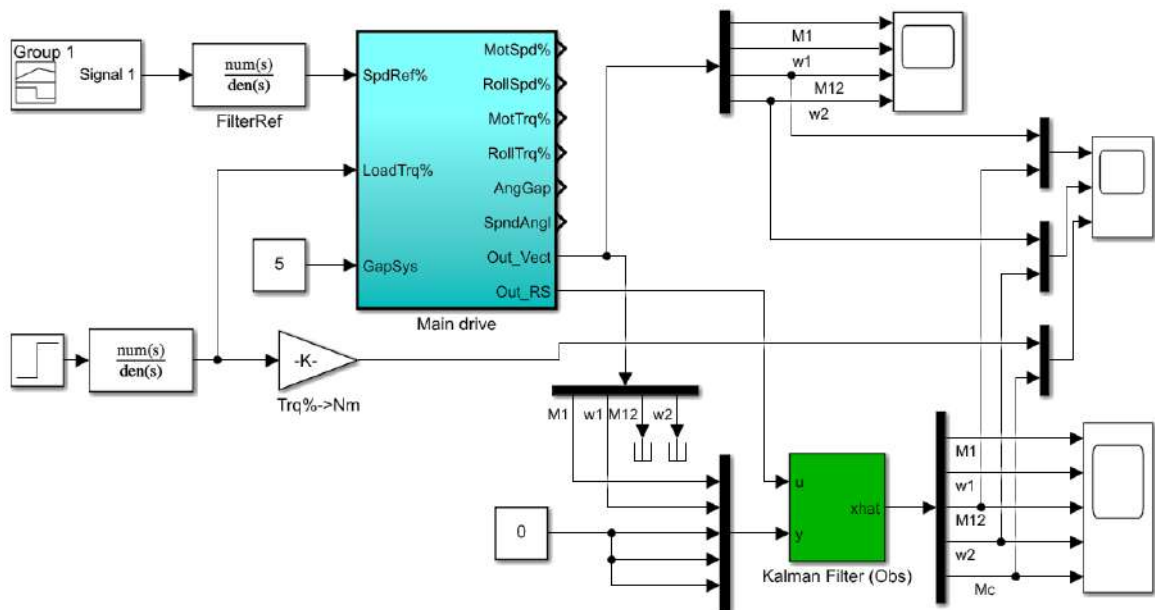 Group 1
Signal 1
num(s)
den(s)
FilterRef
SpdRef%
LoadTrq%
GapSys
MotSpd%
RollSpd%
MotTrq%
RollTrq%
AngGap
SpndAngl
Out_Vect
Out_RS
Main drive
5
num(s)
den(s)
-K-
Trq%->Nm
M1
w1
M12
w2
M1
w1
M12
w2
0
u
y
xhat
Kalman Filter (Obs)
M1
w1
M12
w2
Mc